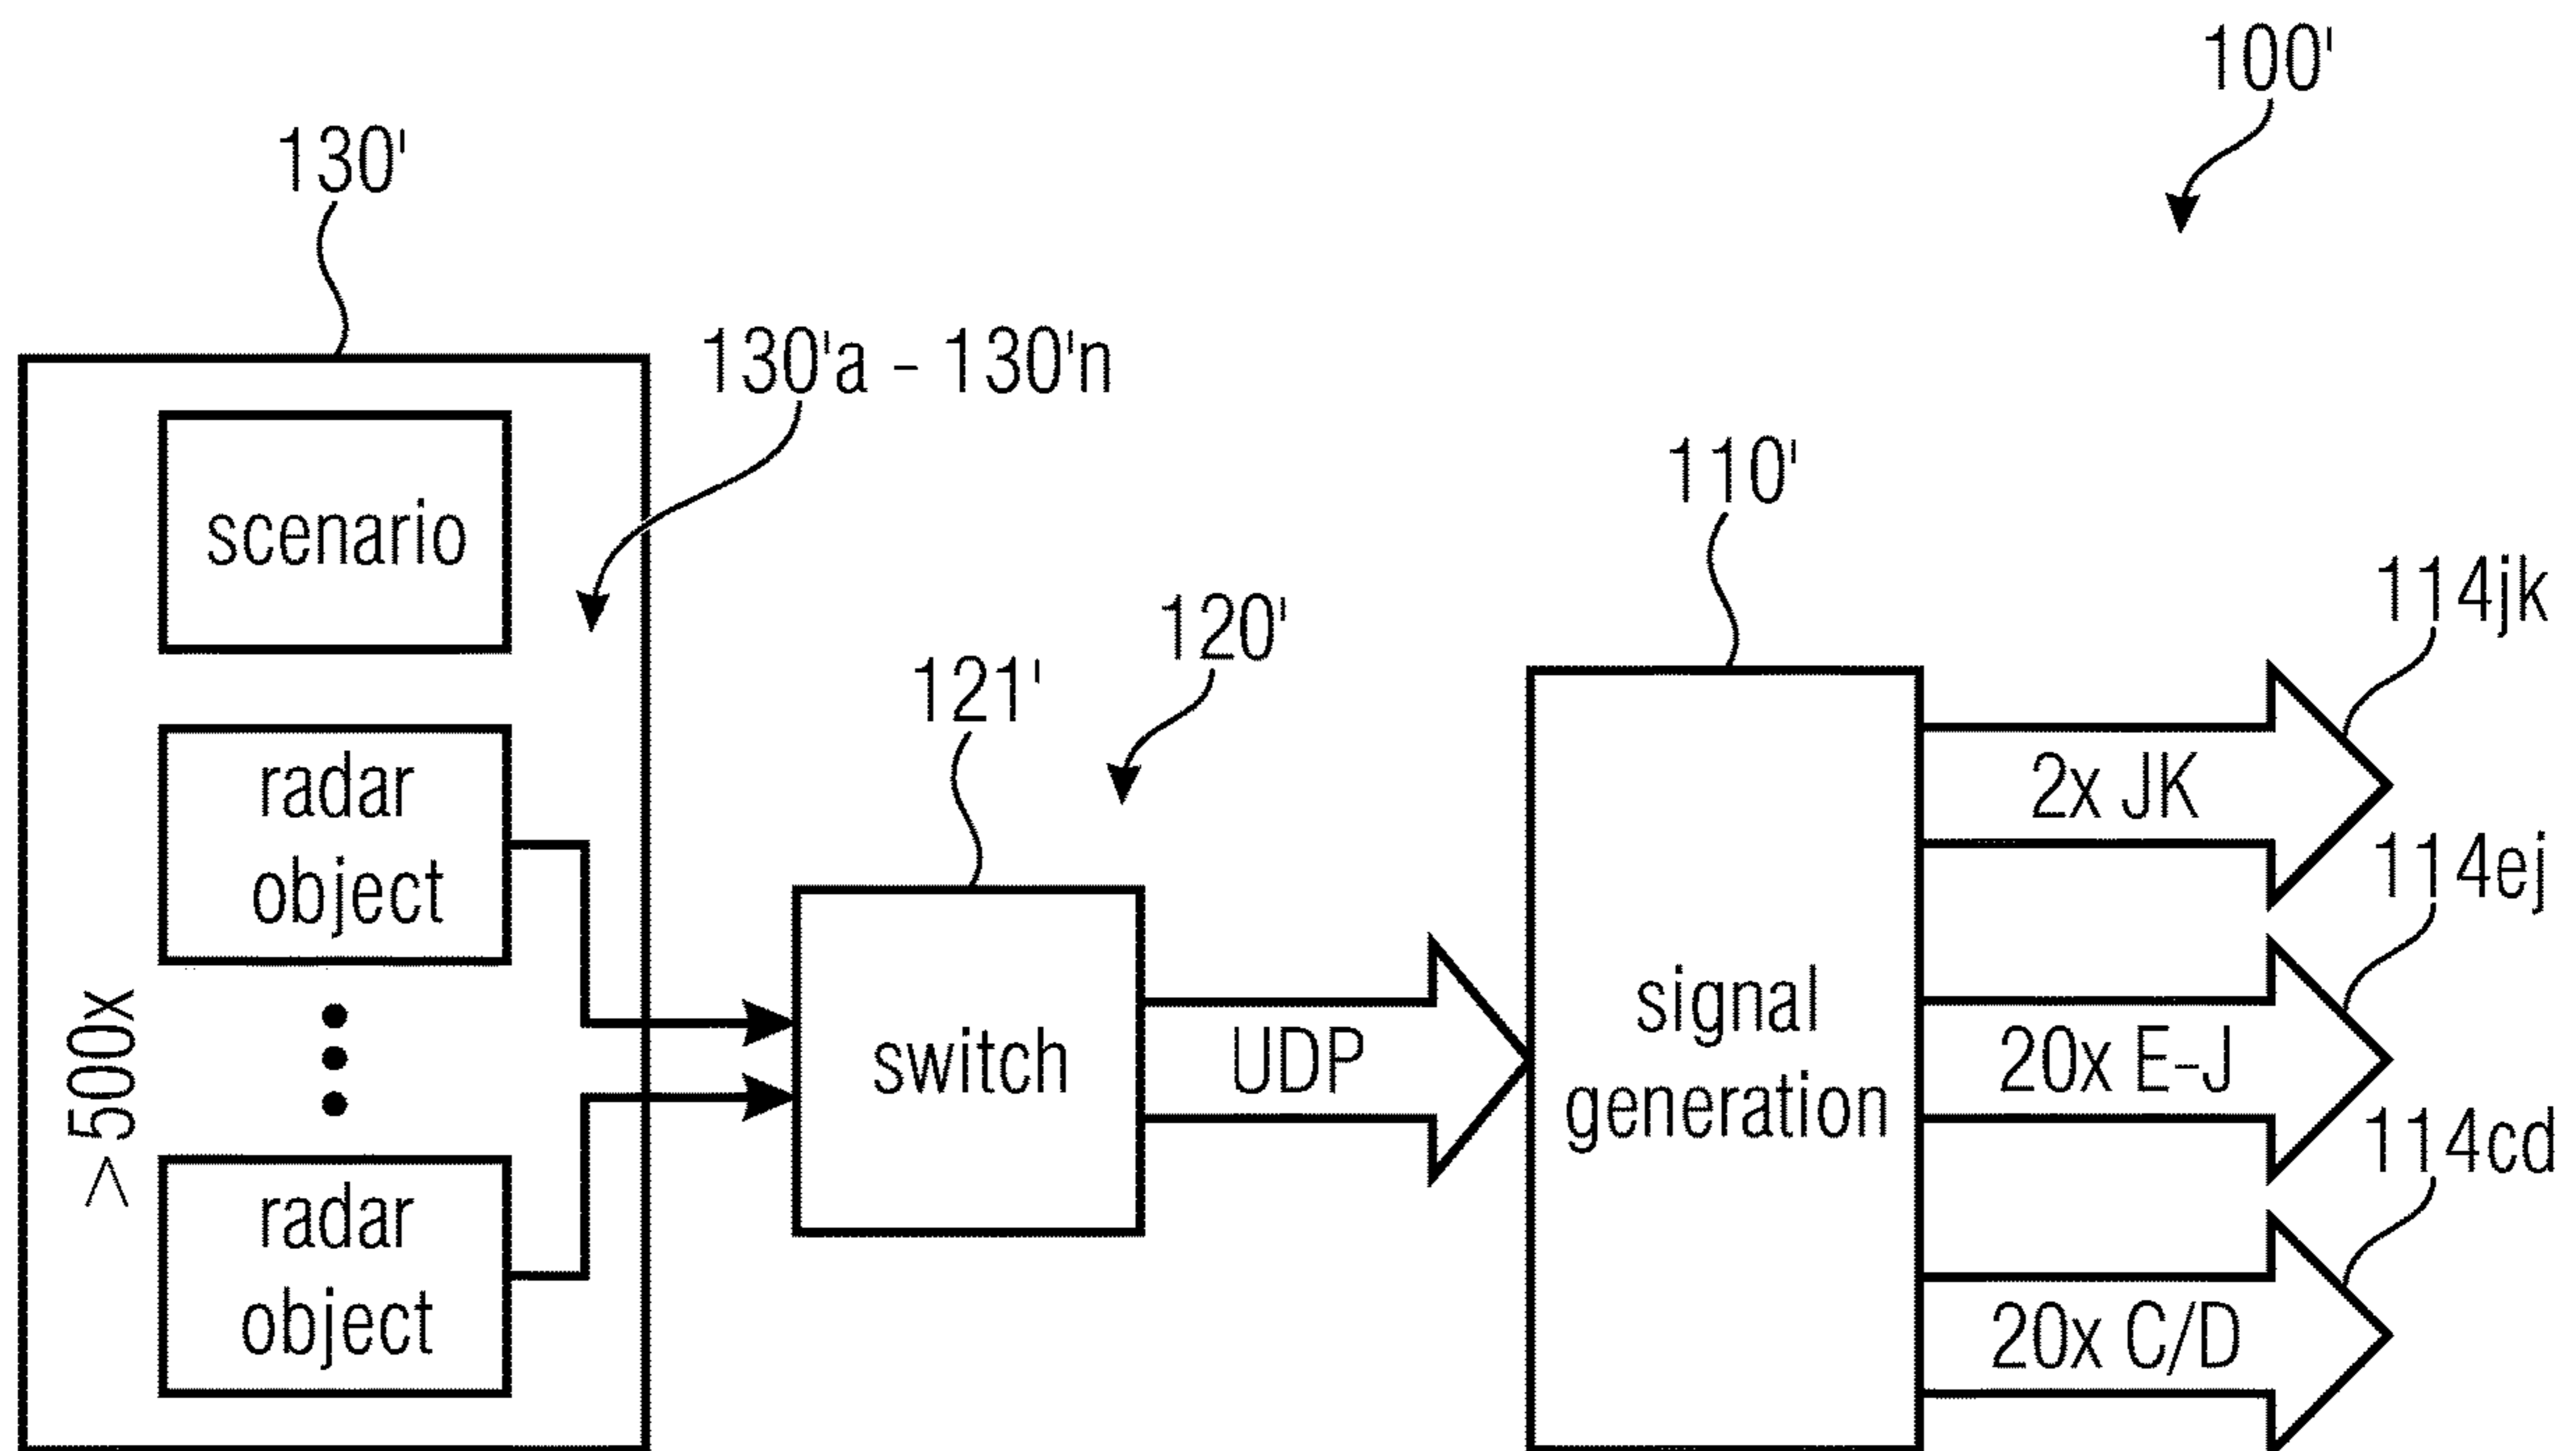 100'
130'
130'a - 130'n
scenario
110'
114jk
120'
121'
radar
object
2x JK
114ej
>500x
switch
UDP
signal
generation
20x E-J
114cd
radar
object
20x C/D